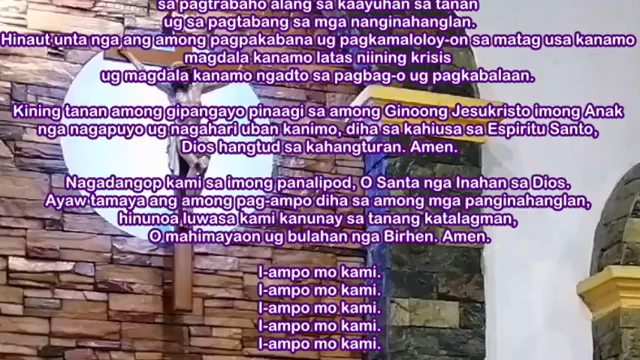 sa pagtrabaho alang sa kaayuhan sa tanan
ug sa pagtabang sa mga nanginahanglan.
Hinaut unta nga ang among pagpakabana ug pagkamaloloy-on sa matag usa kanamo
magdala kanamo latas niining krisis
ug magdala kanamo ngadto sa pagbag-o ug pagkabalaan.
Kining tanan among gipangayo pinaagi sa among Ginoong Jesukristo imong Anak
nga nagapuyo ug nagahari uban kanimo, diha sa kahiusa sa Espiritu Santo,
Dios hangtud sa kahangturan. Amen.
Nagadangop kami sa imong panalipod, O Santa nga Inahan sa Dios.
Ayaw tamaya ang among pag-ampo diha sa among mga panginahanglan,
hinunoa luwasa kami kanunay sa tanang katalagman,
O mahimayaon ug bulahan nga Birhen. Amen.
I-ampo mo kami.
I-ampo mo kami.
I-ampo mo kami.
I-ampo mo kami.
I-ampo mo kami.